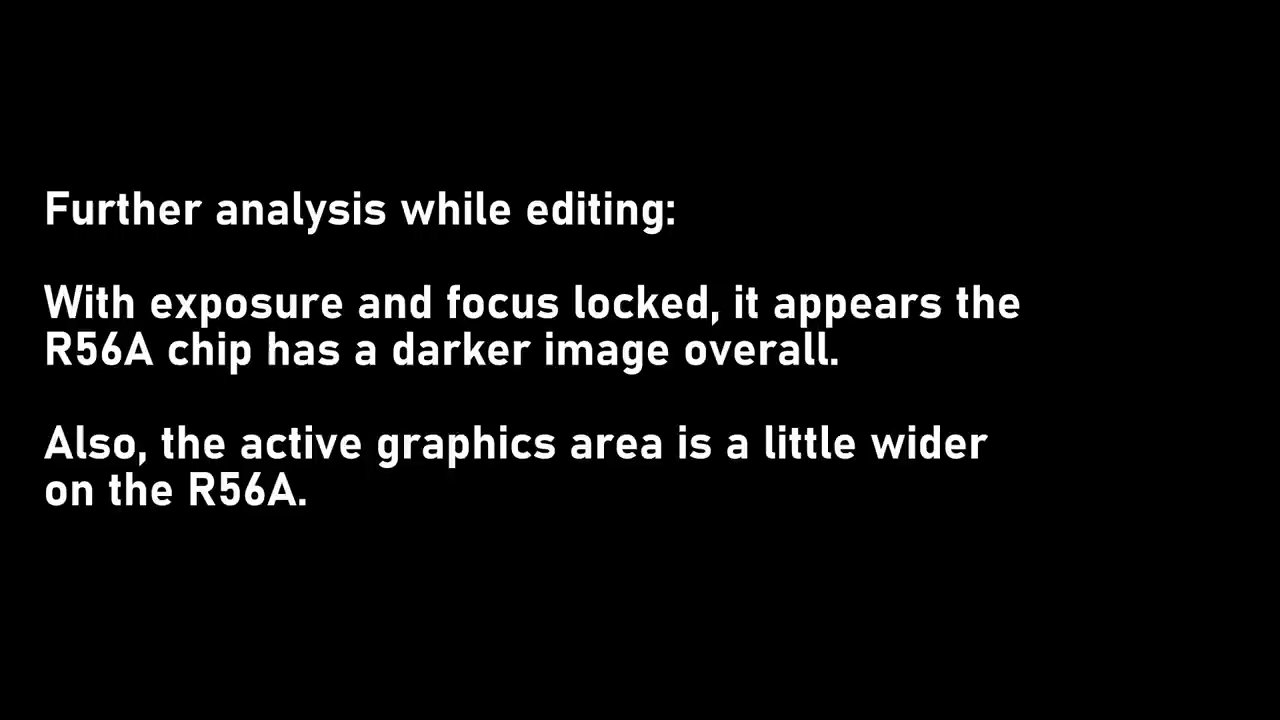 Further analysis while editing:
With exposure and focus locked, it appears the
R56A chip has a darker image overall.
Also, the active graphics area is a little wider
on the R56A.